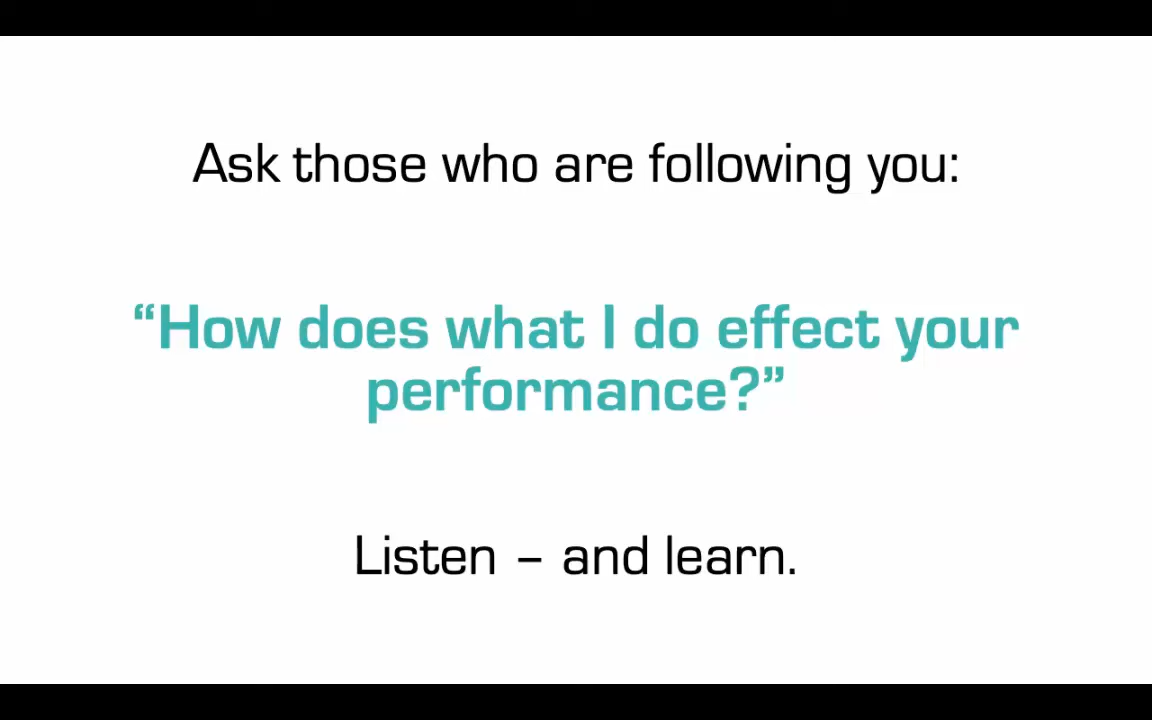 Ask those who are following you:
“How does what I do effect your
performance?”
Listen – and learn.